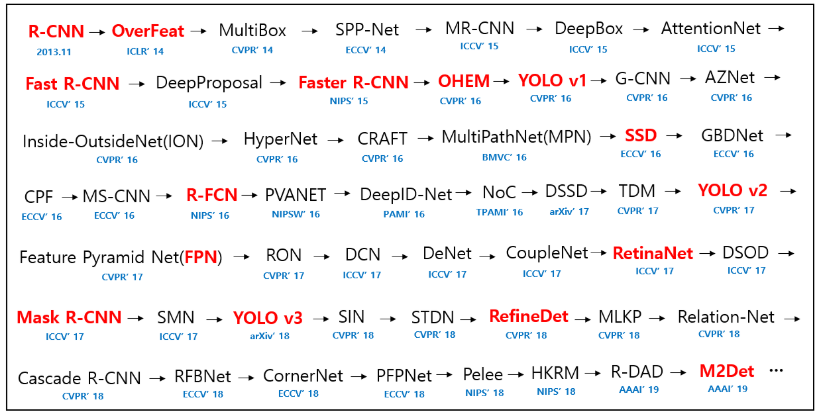 R-CNN → OverFeat → MultiBox → SPP-Net → MR-CNN → DeepBox → AttentionNet →
2013.11 ICLR' 14 CVPR' 14 ECCV' 14 ICCV' 15 ICCV' 15 ICCV' 15
Fast R-CNN → DeepProposal → Faster R-CNN → OHEM → YOLO v1 → G-CNN → AZNet →
ICCV' 15 ICCV' 15 NIPS' 15 CVPR' 16 CVPR' 16 CVPR' 16 CVPR' 16
Inside-OutsideNet(ION) → HyperNet → CRAFT → MultiPathNet(MPN) → SSD → GBDNet →
CVPR' 16 CVPR' 16 CVPR' 16 BMVC' 16 ECCV' 16 ECCV' 16
CPF → MS-CNN → R-FCN → PVANET → DeepID-Net → NoC → DSSD → TDM → YOLO v2 →
ECCV' 16 ECCV' 16 NIPS' 16 NIPSW' 16 PAMI' 16 TPAMI' 16 arXiv' 17 CVPR' 17 CVPR' 17
Feature Pyramid Net(FPN) → RON → DCN → DeNet → CoupleNet → RetinaNet → DSOD →
CVPR' 17 CVPR' 17 ICCV' 17 ICCV' 17 ICCV' 17 ICCV' 17 ICCV' 17
Mask R-CNN → SMN → YOLO v3 → SIN → STDN → RefineDet → MLKP → Relation-Net →
ICCV' 17 ICCV' 17 arXiv' 18 CVPR' 18 CVPR' 18 CVPR' 18 CVPR' 18 CVPR' 18
Cascade R-CNN → RFBNet → CornerNet → PFPNet → Pelee → HKRM → R-DAD → M2Det ···
CVPR' 18 ECCV' 18 ECCV' 18 ECCV' 18 NIPS' 18 NIPS' 18 AAAI' 19 AAAI' 19